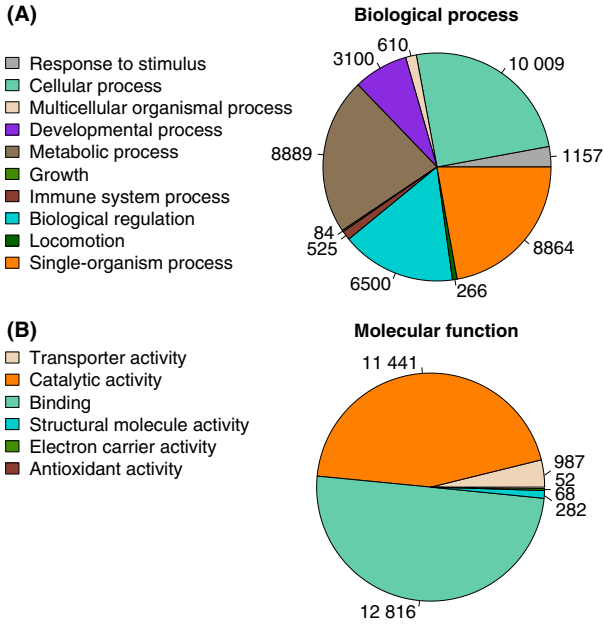 (A)
Biological process
Response to stimulus
Cellular process
Multicellular organismal process
Developmental process
Metabolic process
Growth
Immune system process
Biological regulation
Locomotion
Single-organism process
610
3100
10 009
8889
1157
84
525
8864
6500
266
(B)
Molecular function
Transporter activity
Catalytic activity
Binding
Structural molecule activity
Electron carrier activity
Antioxidant activity
11 441
987
52
68
282
12 816